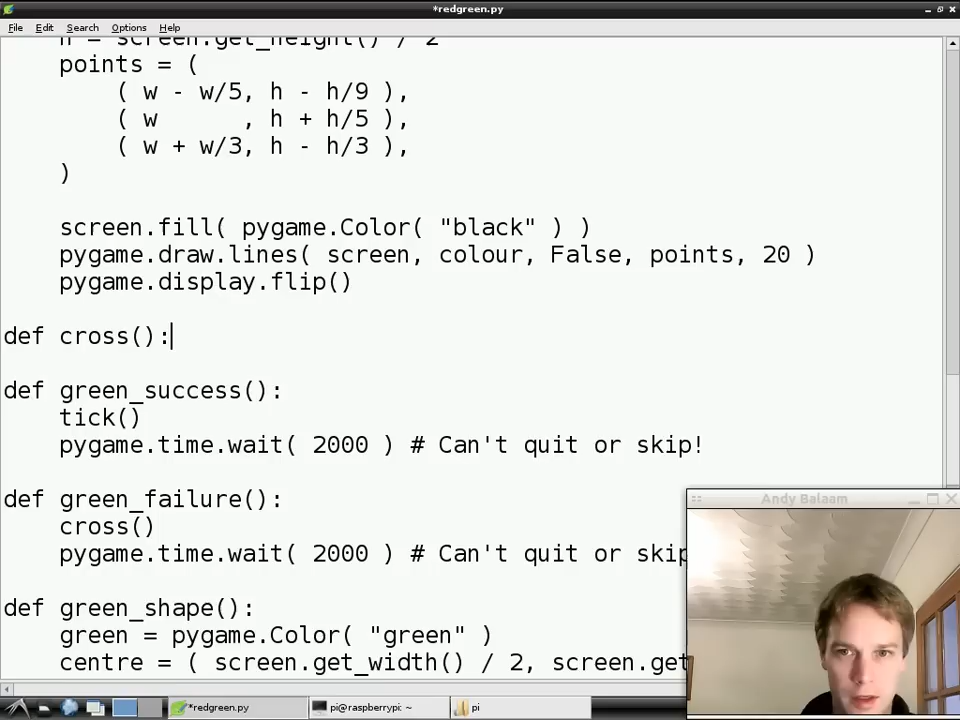 *redgreen.py
File Edit Search Options Help
h = screen.get_height() / 2
points = (
( w - w/5, h - h/9 ),
( w      , h + h/5 ),
( w + w/3, h - h/3 ),
)
screen.fill( pygame.Color( "black" ) )
pygame.draw.lines( screen, colour, False, points, 20 )
pygame.display.flip()
def cross():
def green_success():
tick()
pygame.time.wait( 2000 ) # Can't quit or skip!
def green_failure():
cross()
pygame.time.wait( 2000 ) # Can't quit or skip
def green_shape():
green = pygame.Color( "green" )
centre = ( screen.get_width() / 2, screen.get
Andy Balaam
*redgreen.py
pi@raspberrypi: ~
pi